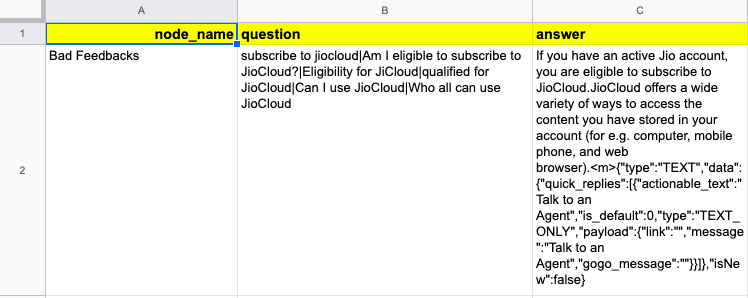 A B C
1 node_name question answer
2
Bad Feedbacks
subscribe to jiocloud|Am I eligible to subscribe to
JioCloud?|Eligibility for JiCloud|qualified for
JioCloud|Can I use JioCloud|Who all can use
JioCloud
If you have an active Jio account,
you are eligible to subscribe to
JioCloud.JioCloud offers a wide
variety of ways to access the
content you have stored in your
account (for e.g. computer, mobile
phone, and web
browser).<m>{"type":"TEXT","data":
{"quick_replies":[{"actionable_text":"
Talk to an
Agent","is_default":0,"type":"TEXT_
ONLY","payload":{"link":"","message
":"Talk to an
Agent","gogo_message":""}}]},"isNe
w":false}